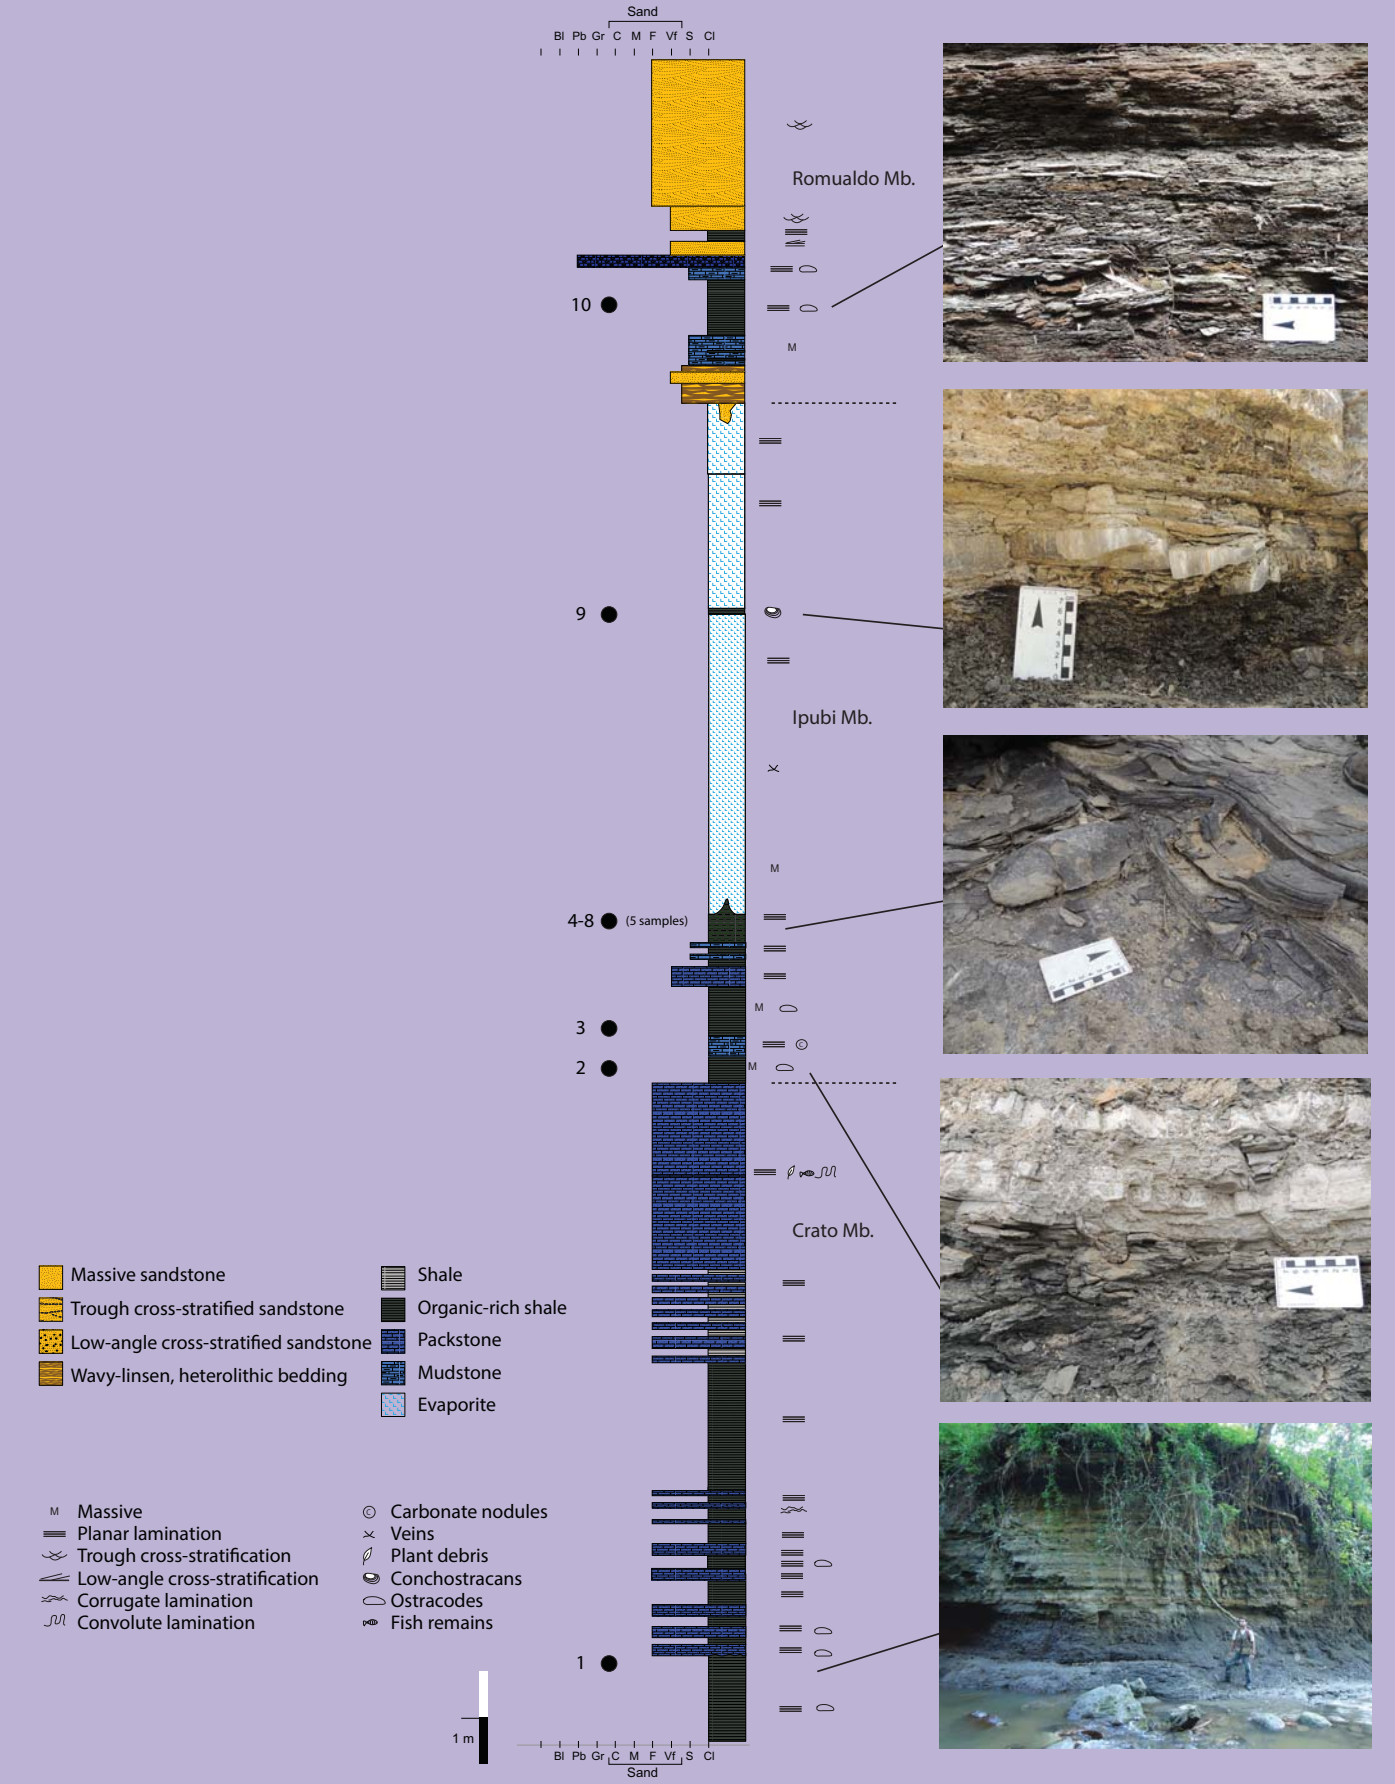 Sand
Bl Pb Gr C M F Vf S Cl
Romualdo Mb.
10
M
9
Ipubi Mb.
M
4-8 (5 samples)
M
3
C
2
M
Crato Mb.
Massive sandstone
Trough cross-stratified sandstone
Low-angle cross-stratified sandstone
Wavy-linsen, heterolithic bedding
Shale
Organic-rich shale
Packstone
Mudstone
Evaporite
M Massive
Planar lamination
Trough cross-stratification
Low-angle cross-stratification
Corrugate lamination
Convolute lamination
C Carbonate nodules
Veins
Plant debris
Conchostracans
Ostracodes
Fish remains
1
1 m
Bl Pb Gr C M F Vf S Cl
Sand